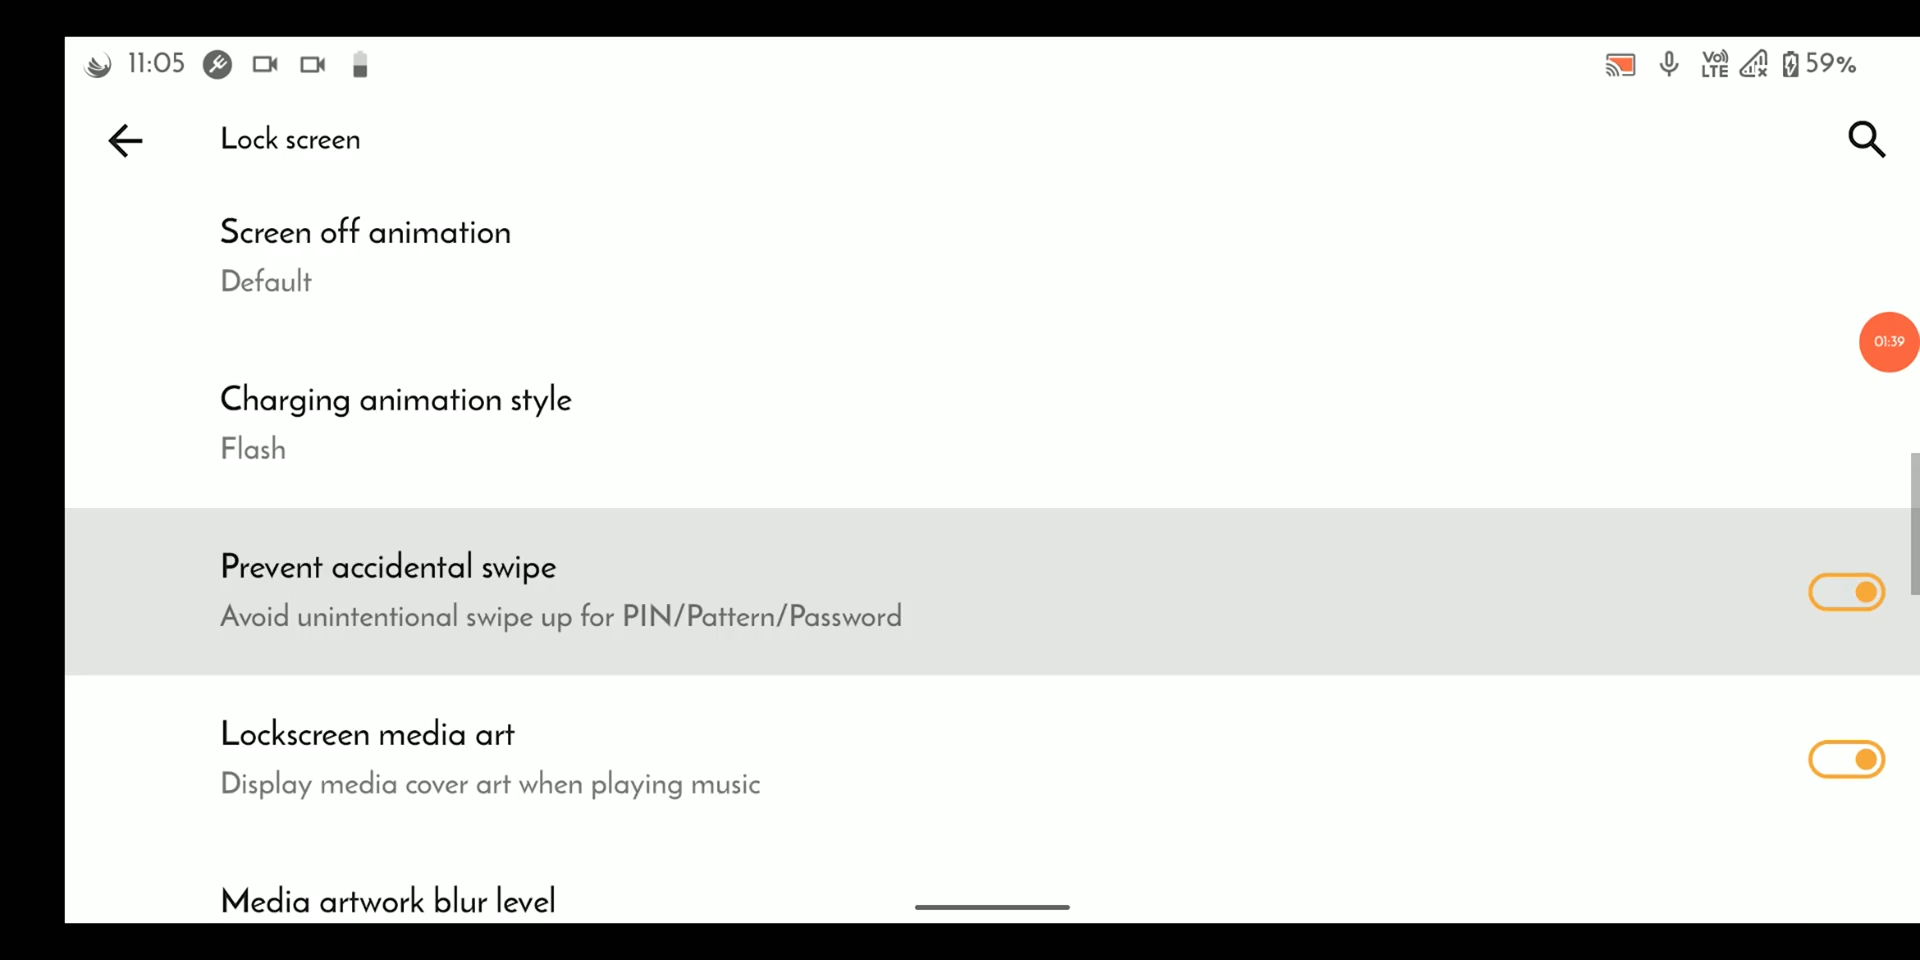 11:05
Vo) LTE 59%
Lock screen
Screen off animation
Default
01:39
Charging animation style
Flash
Prevent accidental swipe
Avoid unintentional swipe up for PIN/Pattern/Password
Lockscreen media art
Display media cover art when playing music
Media artwork blur level